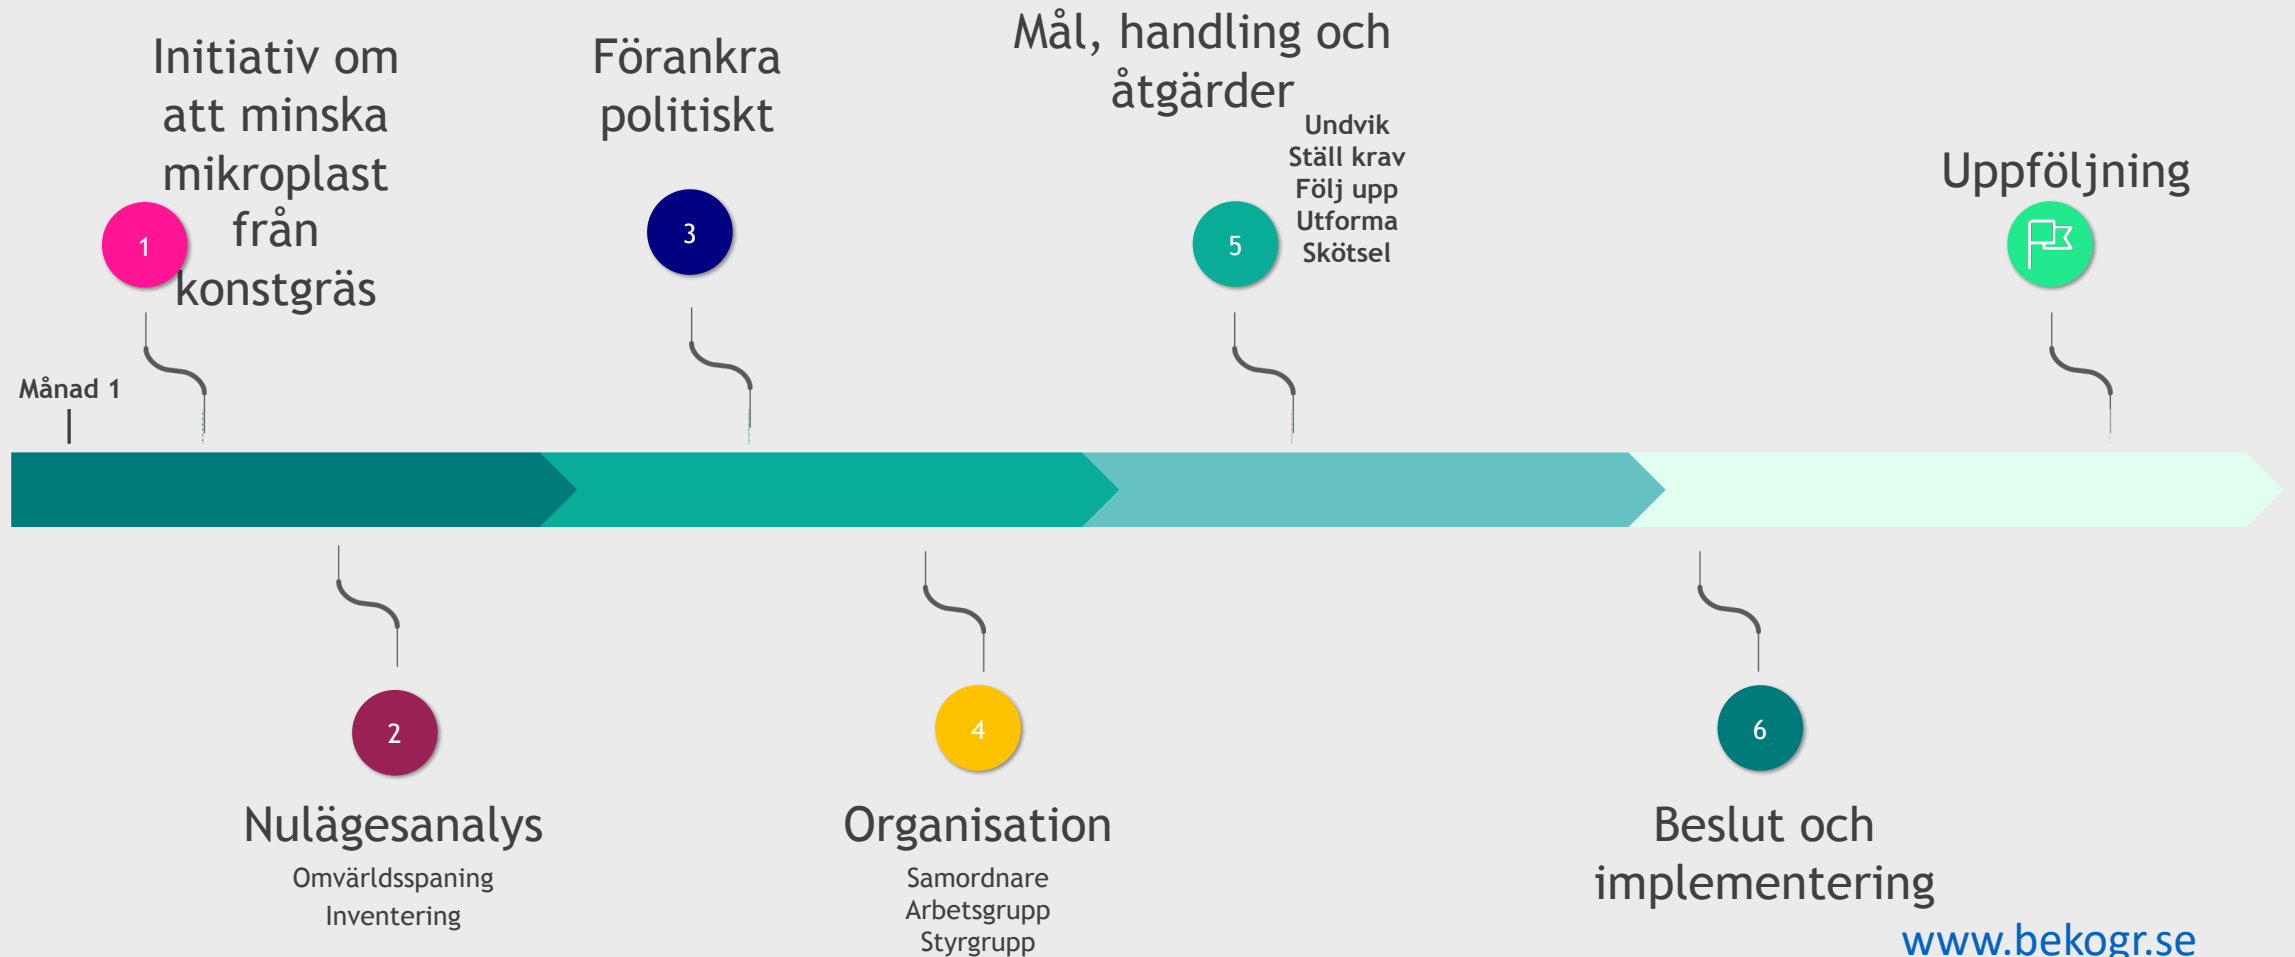 Initiativ om
att minska
mikroplast
från
konstgräs
1
Månad 1
Nulägesanalys
Omvärldsspaning
Inventering
2
Förankra
politiskt
3
4
Organisation
Samordnare
Arbetsgrupp
Styrgrupp
Mål, handling och
åtgärder
Undvik
Ställ krav
Följ upp
Utforma
Skötsel
5
6
Beslut och
implementering
Uppföljning
www.bekogr.se